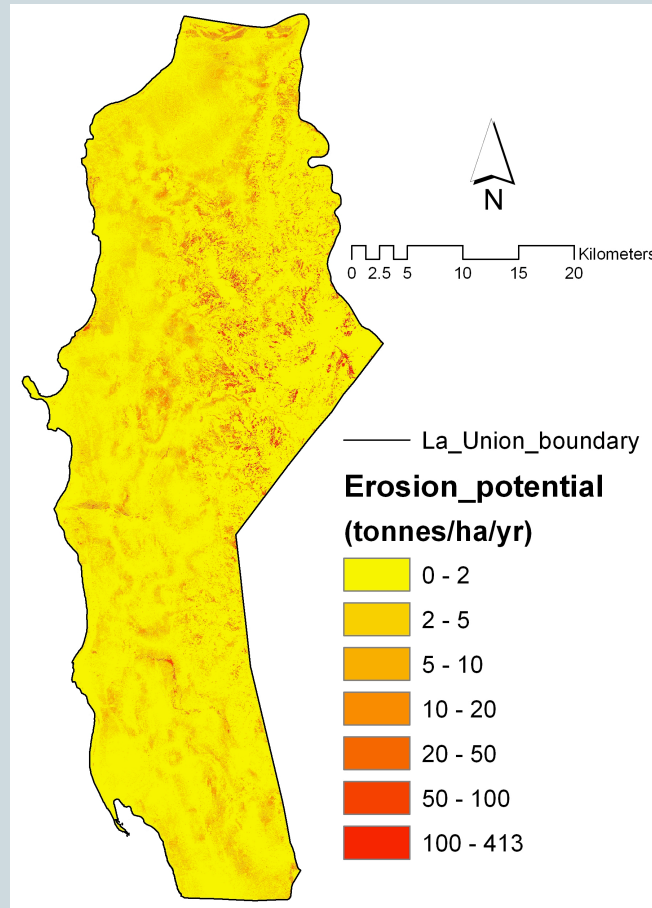 N
Kilometers
0 2.5 5 10 15 20
La_Union_boundary
Erosion_potential
(tonnes/ha/yr)
0 - 2
2 - 5
5 - 10
10 - 20
20 - 50
50 - 100
100 - 413